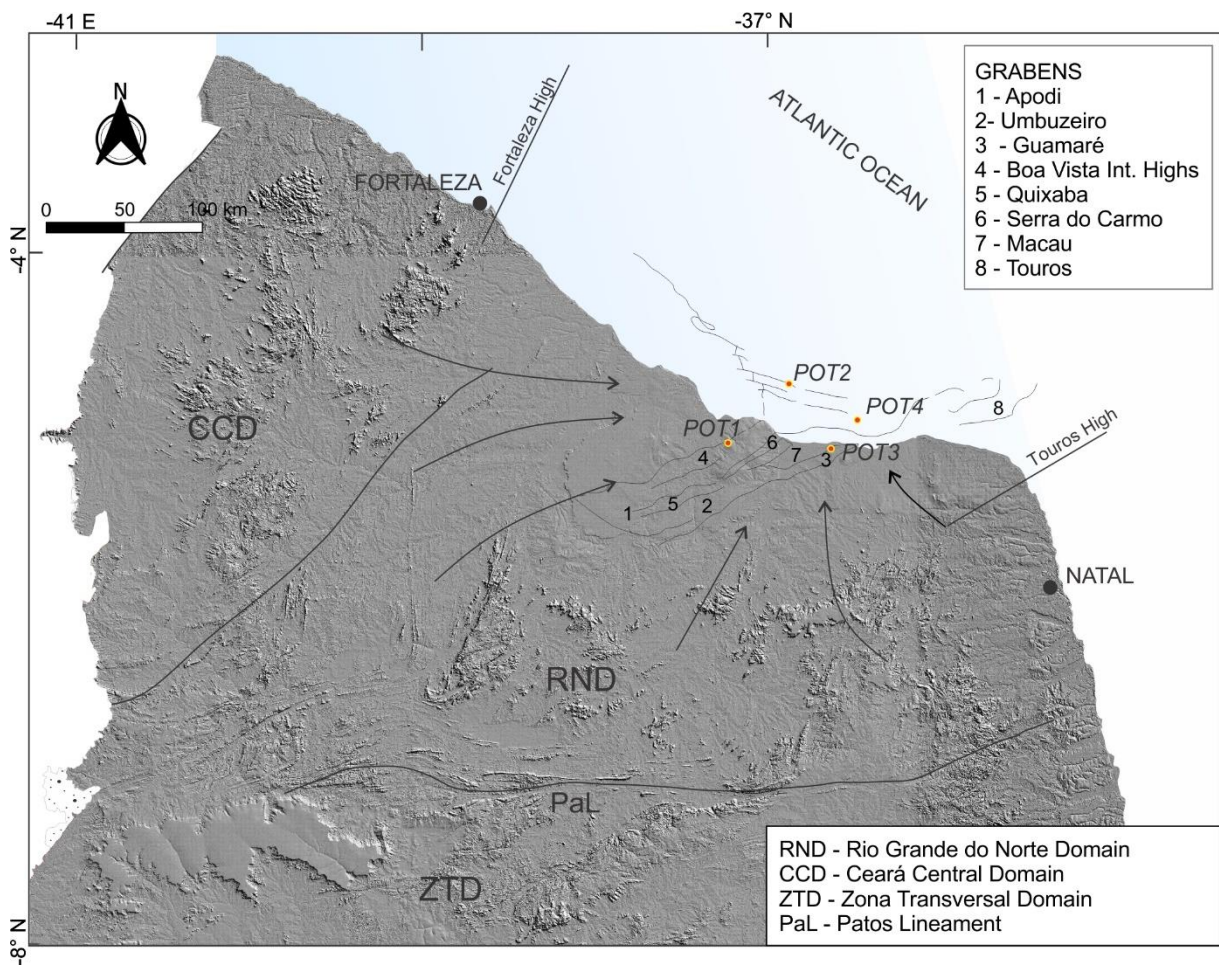 -41 E
-37° N
GRABENS
1 - Apodi
2- Umbuzeiro
3 - Guamaré
4 - Boa Vista Int. Highs
5 - Quixaba
6 - Serra do Carmo
7 - Macau
8 - Touros
ATLANTIC OCEAN
Fortaleza High
N
FORTALEZA
0 50 100 km
-4° N
POT2
POT4
8
CCD
POT1
6
7
3
POT3
Touros High
4
5
2
1
NATAL
RND
PaL
ZTD
RND - Rio Grande do Norte Domain
CCD - Ceará Central Domain
ZTD - Zona Transversal Domain
PaL - Patos Lineament
-8° N